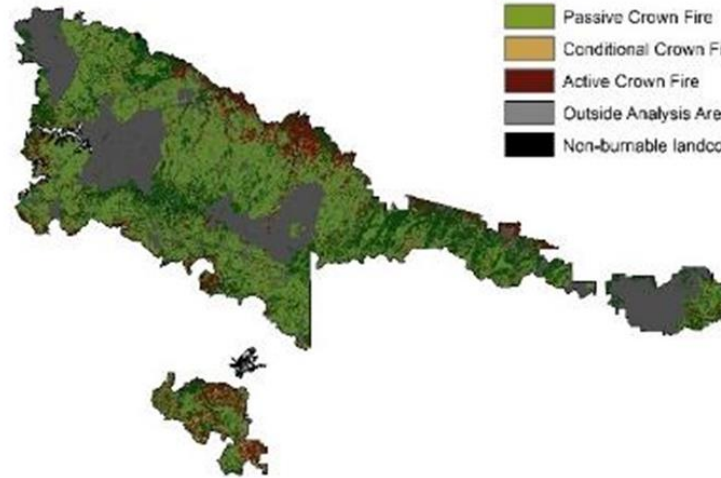 Passive Crown Fire
Conditional Crown Fi
Active Crown Fire
Outside Analysis Are
Non-burnable landco